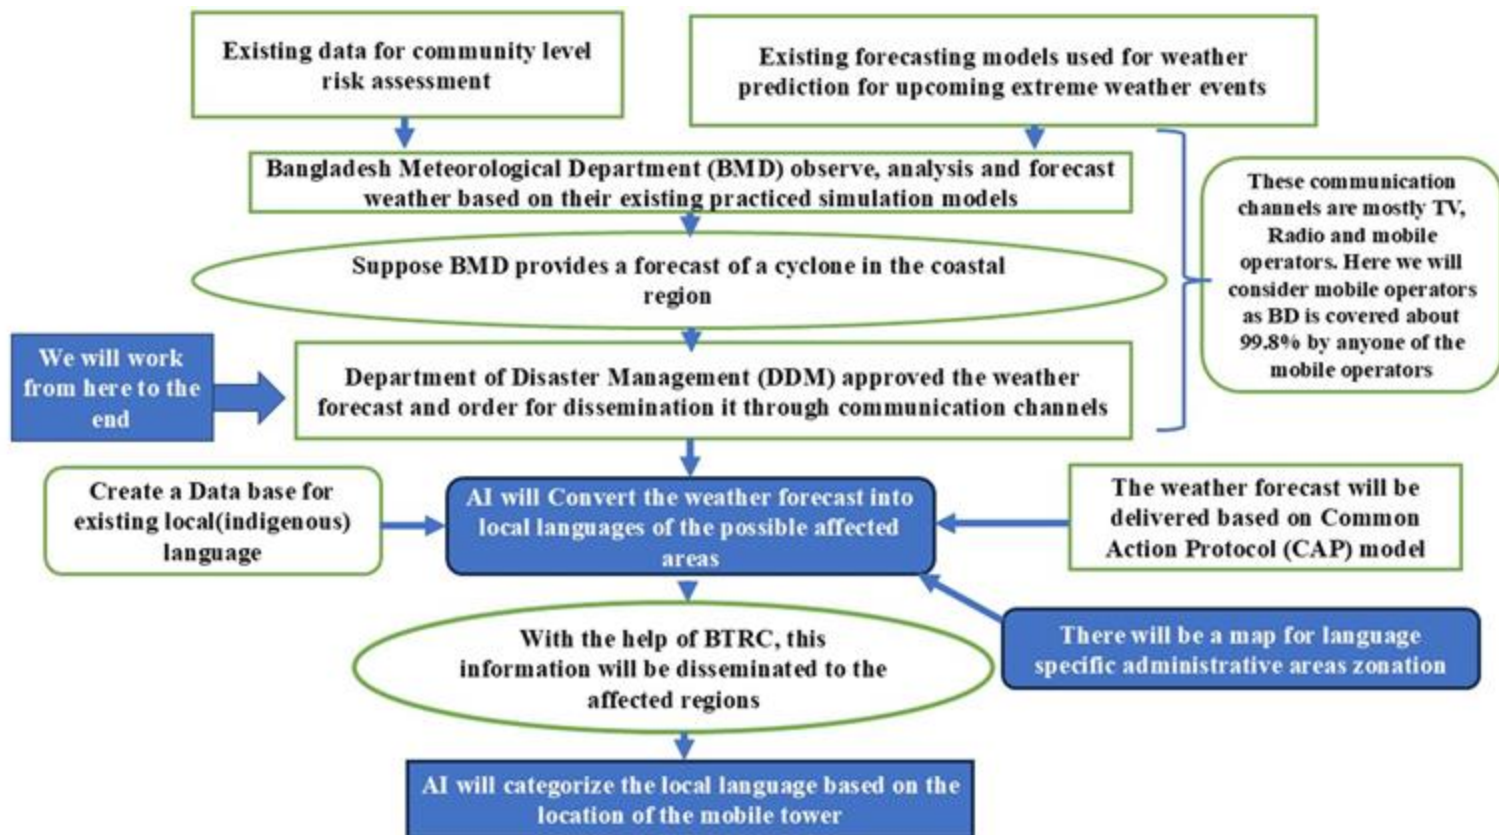 Existing data for community level
risk assessment
Existing forecasting models used for weather
prediction for upcoming extreme weather events
Bangladesh Meteorological Department (BMD) observe, analysis and forecast
weather based on their existing practiced simulation models
These communication
channels are mostly TV,
Radio and mobile
operators. Here we will
consider mobile operators
as BD is covered about
99.8% by anyone of the
mobile operators
Suppose BMD provides a forecast of a cyclone in the coastal
region
We will work
from here to the
end
Department of Disaster Management (DDM) approved the weather
forecast and order for dissemination it through communication channels
Create a Data base for
existing local(indigenous)
language
AI will Convert the weather forecast into
local languages of the possible affected
areas
The weather forecast will be
delivered based on Common
Action Protocol (CAP) model
There will be a map for language
specific administrative areas zonation
With the help of BTRC, this
information will be disseminated to the
affected regions
AI will categorize the local language based on the
location of the mobile tower